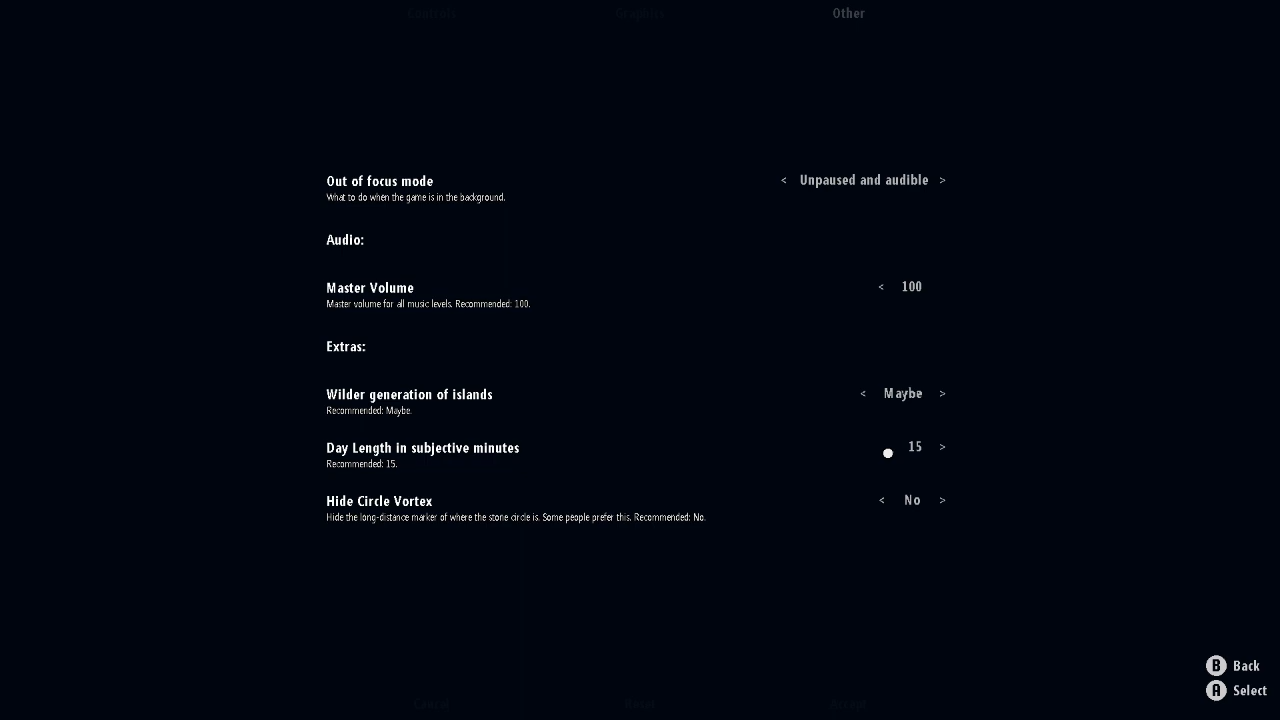 Controls Graphics Other
Out of focus mode < Unpaused and audible >
What to do when the game is in the background.
Audio:
Master Volume < 100
Master volume for all music levels. Recommended: 100.
Extras:
Wilder generation of islands < Maybe >
Recommended: Maybe.
Day Length in subjective minutes 15 >
Recommended: 15.
Hide Circle Vortex < No >
Hide the long-distance marker of where the stone circle is. Some people prefer this. Recommended: No.
B Back
A Select
Cancel